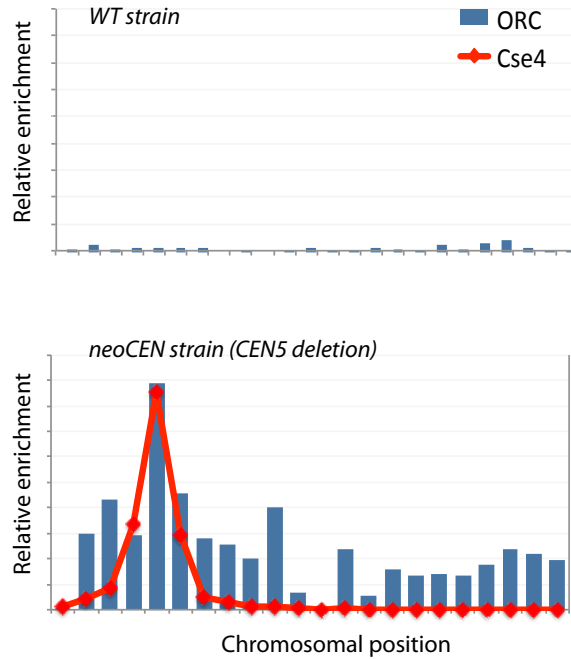 WT strain
ORC
Cse4
Relative enrichment
neoCEN strain (CEN5 deletion)
Relative enrichment
Chromosomal position